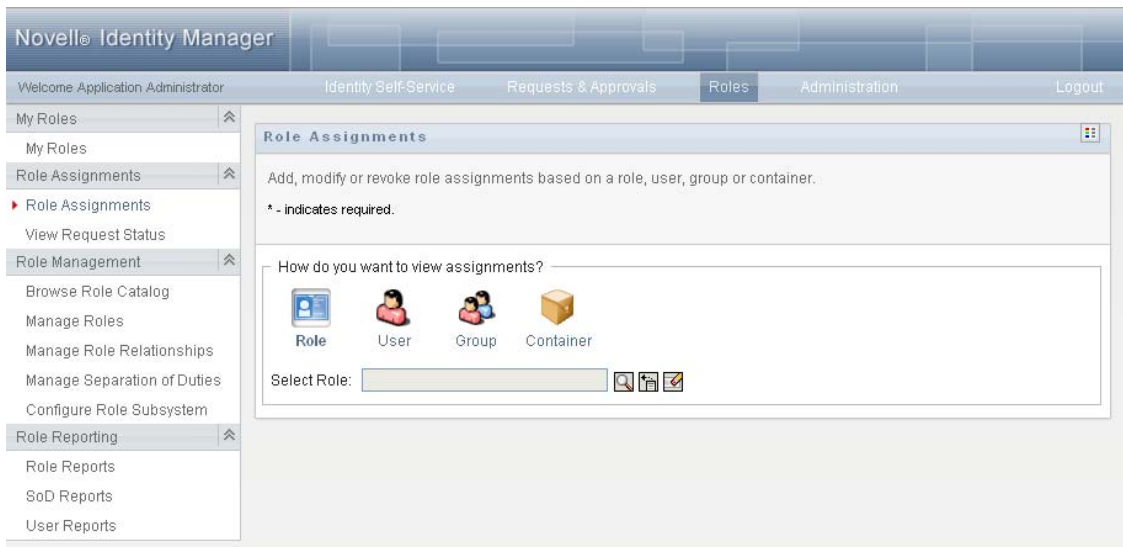 Novell® Identity Manager
Welcome Application Administrator
Identity Self-Service
Requests & Approvals
Roles
Administration
Logout
My Roles
My Roles
Role Assignments
Role Assignments
View Request Status
Role Management
Browse Role Catalog
Manage Roles
Manage Role Relationships
Manage Separation of Duties
Configure Role Subsystem
Role Reporting
Role Reports
SoD Reports
User Reports
Role Assignments
Add, modify or revoke role assignments based on a role, user, group or container.
* - indicates required.
How do you want to view assignments?
Role
User
Group
Container
Select Role: